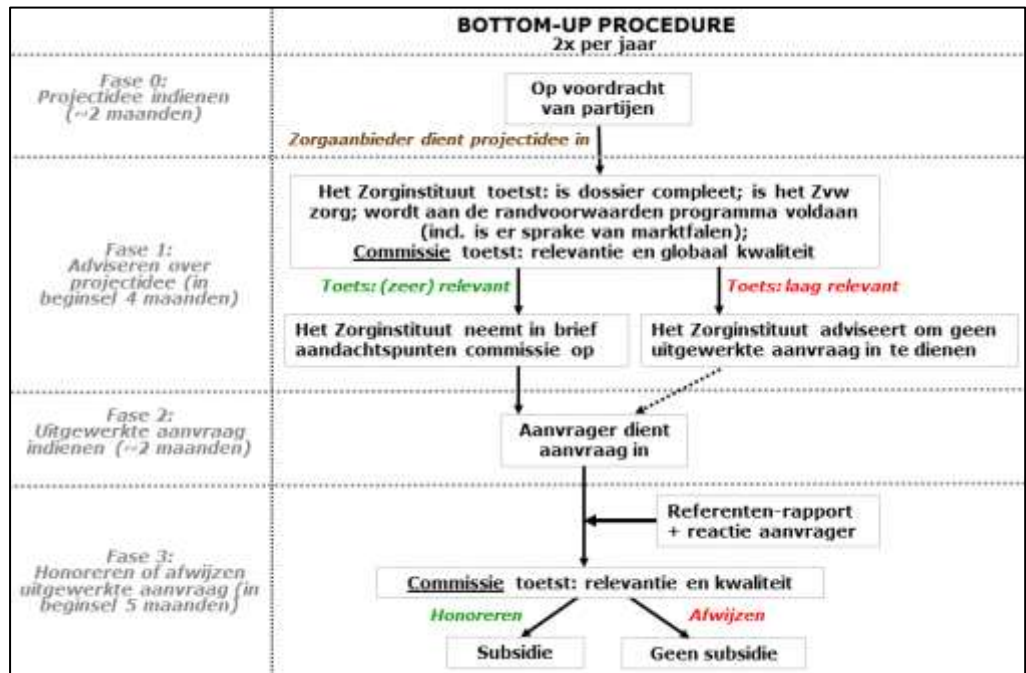 BOTTOM-UP PROCEDURE
2x per jaar
Fase 0:
Projectidee indienen
(~2 maanden)
Op voordracht
van partijen
Zorgaanbieder dient projectidee in
Fase 1:
Adviseren over
projectidee (in
beginsel 4 maanden)
Het Zorginstituut toetst: is dossier compleet; is het Zvw
zorg; wordt aan de randvoorwaarden programma voldaan
(incl. is er sprake van marktfalen);
Commissie toetst: relevantie en globaal kwaliteit
Toets: (zeer) relevant
Toets: laag relevant
Het Zorginstituut neemt in brief
aandachtspunten commissie op
Het Zorginstituut adviseert om geen
uitgewerkte aanvraag in te dienen
Fase 2:
Uitgewerkte aanvraag
indienen (~2 maanden)
Aanvrager dient
aanvraag in
Fase 3:
Honoreren of afwijzen
uitgewerkte aanvraag (in
beginsel 5 maanden)
Referenten-rapport
+ reactie aanvrager
Commissie toetst: relevantie en kwaliteit
Honoreren
Afwijzen
Subsidie
Geen subsidie